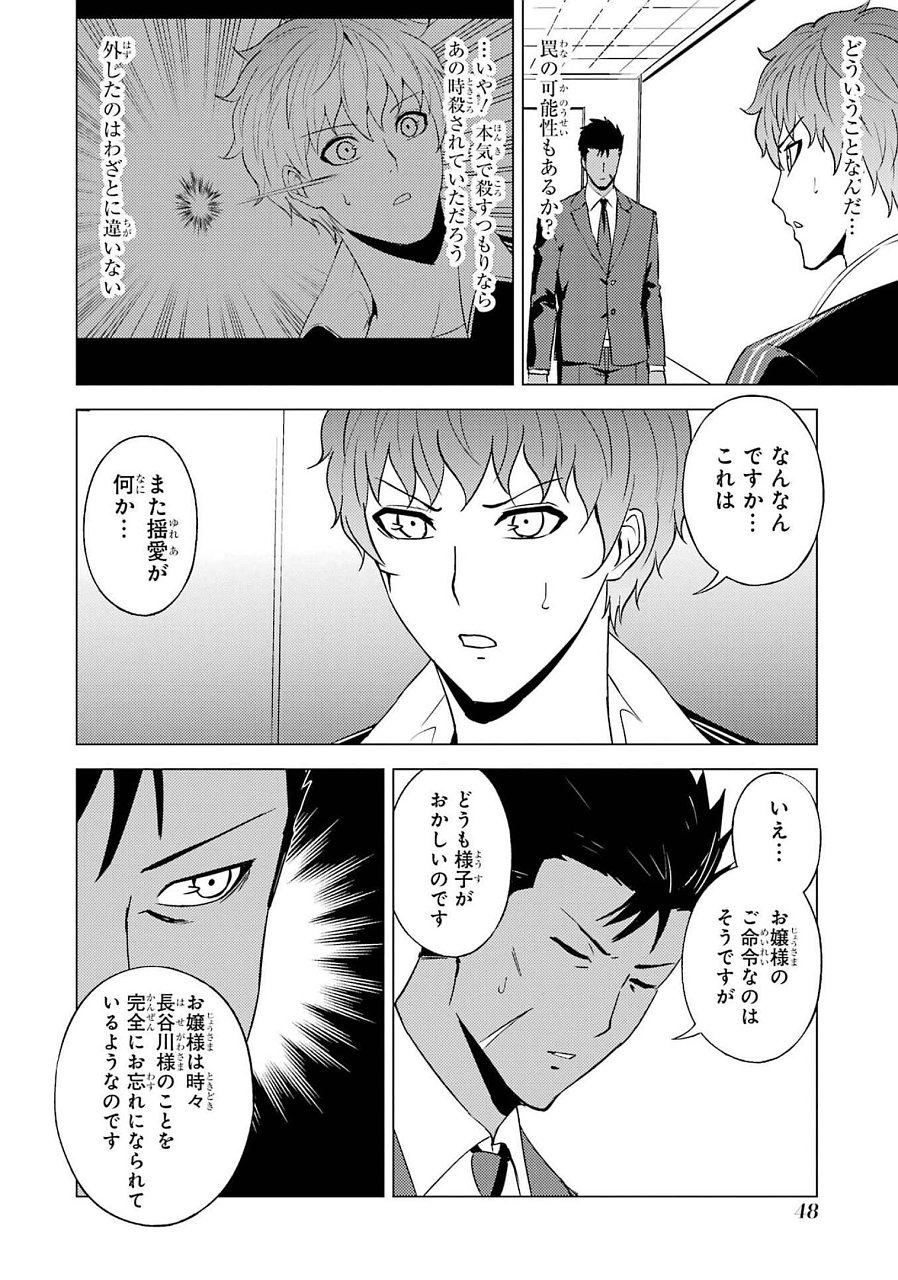 どういうことなんだ…
罠の可能性もあるか?
…いや!本気で殺すつもりなら
あの時殺されていただろう
外したのはわざとに違いない
なんなん
ですか…
これは
また揺愛が
何か…
いえ…
お嬢様の
ご命令なのは
そうですが
どうも様子が
おかしいのです
お嬢様は時々
長谷川様のことを
完全にお忘れになられて
いるようなのです
48